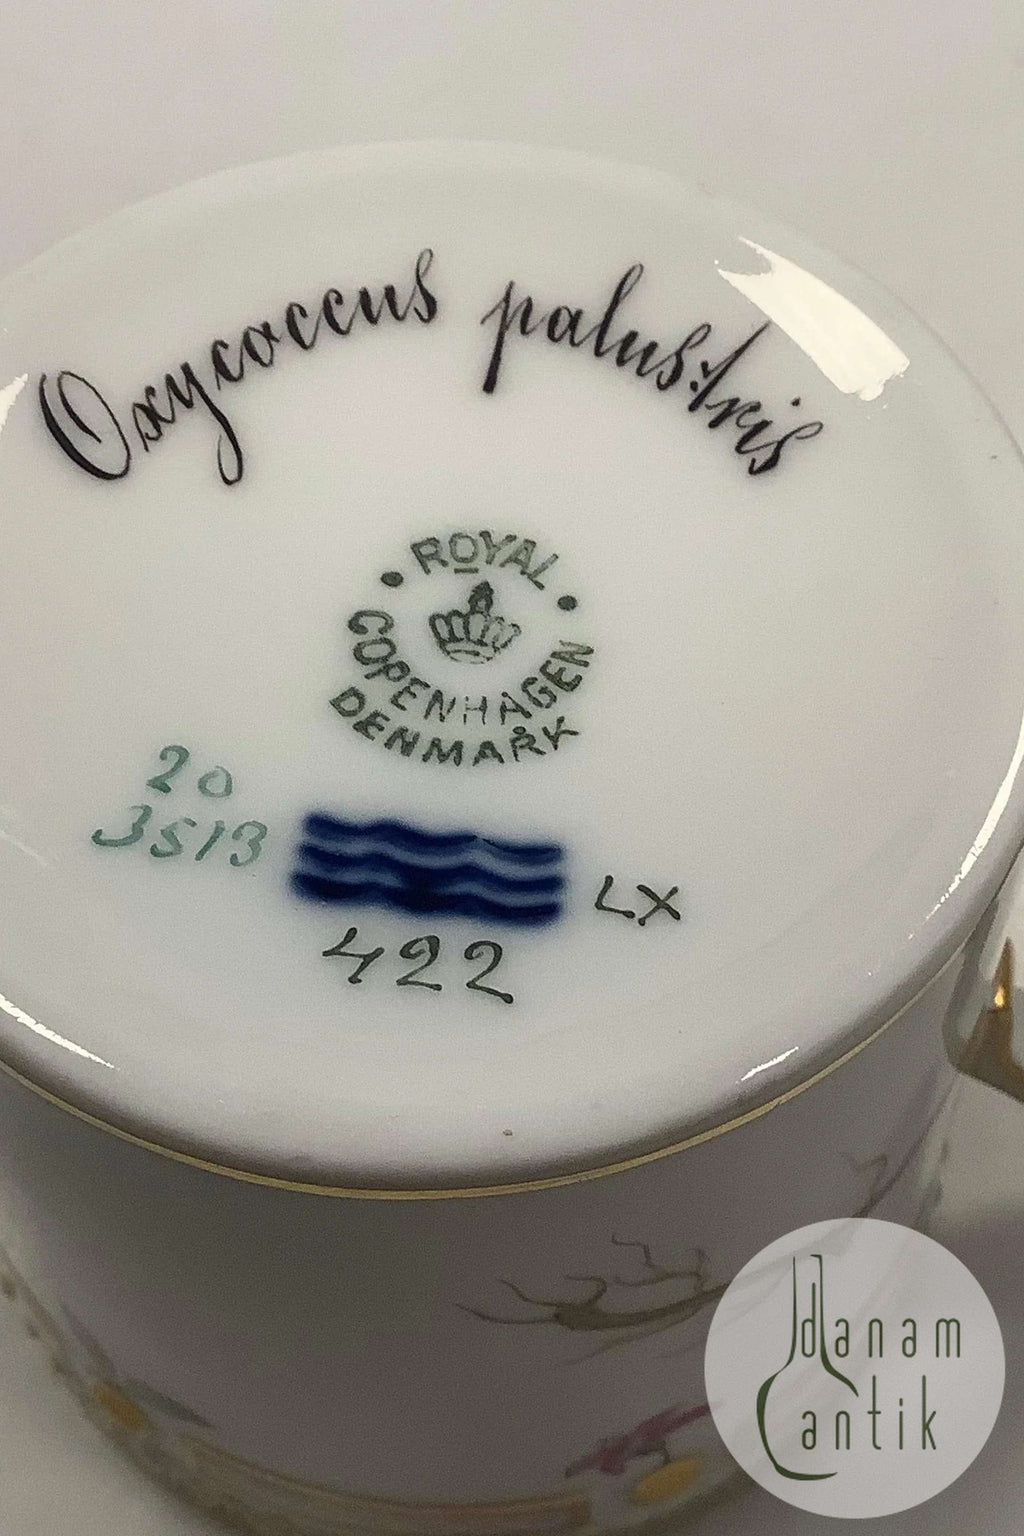 Oxycoccus palustris
ROYAL
COPENHAGEN
DENMARK
20
3513
LX
422
danam
antik